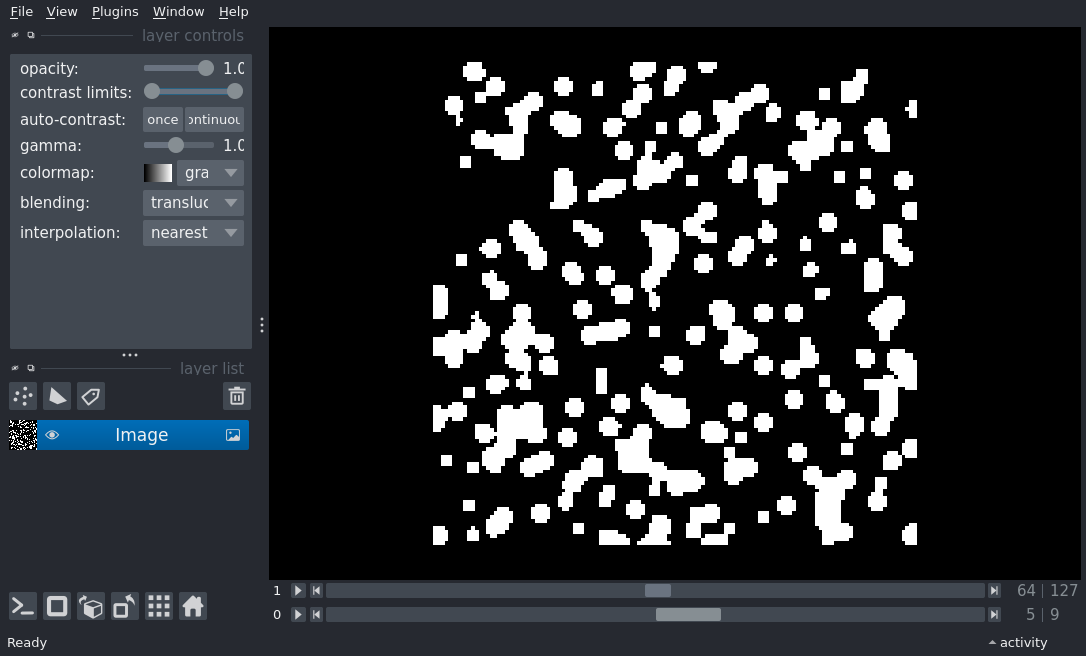 File View Plugins Window Help
layer controls
opacity: 1.0
contrast limits:
auto-contrast: once ontinuou
gamma: 1.0
colormap: gra
blending: transluc
interpolation: nearest
layer list
Image
1 64 127
0 5 9
Ready activity